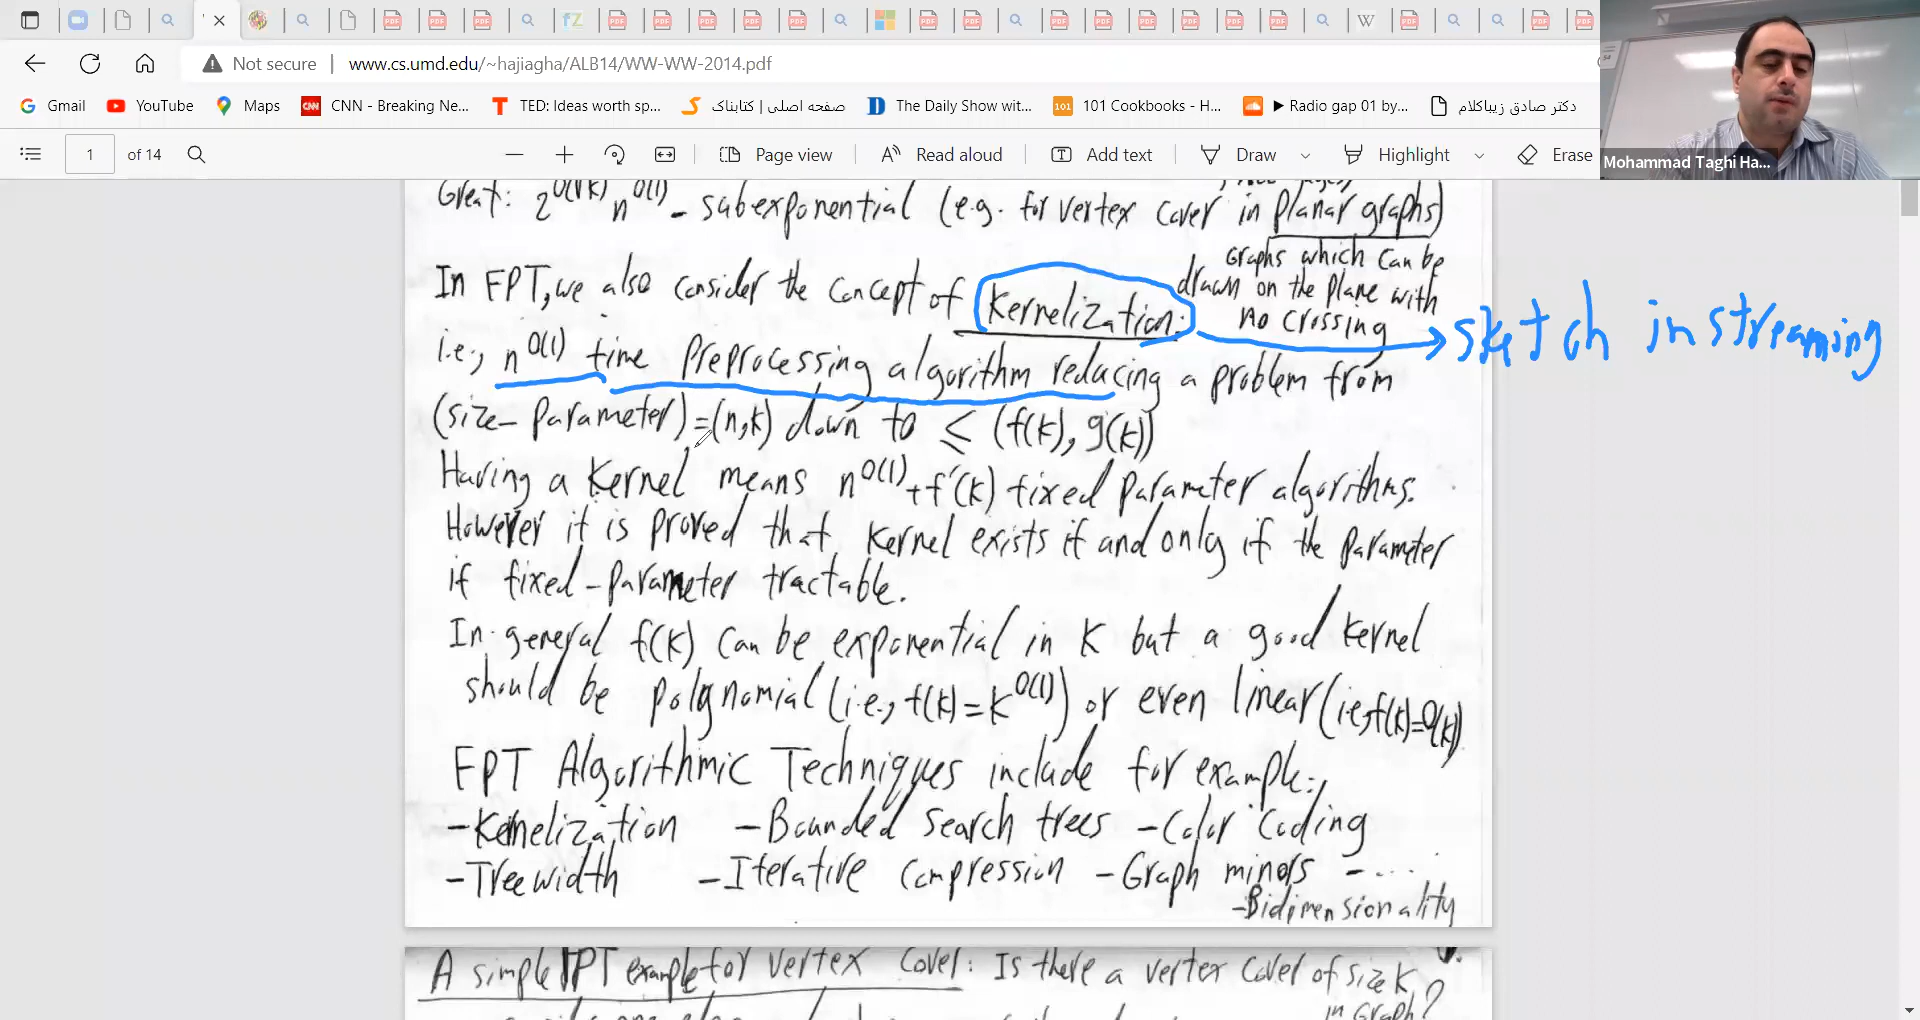 Not secure
www.cs.umd.edu/~hajiagha/ALB14/WW-WW-2014.pdf
Gmail
YouTube
Maps
CNN - Breaking Ne...
TED: Ideas worth sp...
صفحه اصلی | کتابناک
The Daily Show wit...
101 Cookbooks - H...
Radio gap 01 by...
دکتر صادق زیباکلام
1 of 14
Page view
Read aloud
Add text
Draw
Highlight
Erase
Mohammad Taghi Ha...
Great: 2^O(√k) n^O(1) - subexponential (e.g. for vertex cover in planar graphs)
graphs which can be
drawn on the plane with
no crossing
In FPT, we also consider the concept of Kernelization:
sketch in streaming
i.e., n^O(1) time preprocessing algorithm reducing a problem from
(size-parameter) = (n,k) down to ≤ (f(k), g(k))
Having a kernel means n^O(1) + f'(k) fixed parameter algorithms.
However it is proved that kernel exists if and only if the parameter
if fixed-parameter tractable.
In general f(k) can be exponential in k but a good kernel
should be polynomial (i.e., f(k)=k^O(1)) or even linear (i.e., f(k)=O(k))
FPT Algorithmic Techniques include for example:
-Kernelization -Bounded search trees -Color Coding
-Treewidth -Iterative compression -Graph minors -....
-Bidimensionality
A simple FPT example for vertex cover: Is there a vertex cover of size k
in graph?